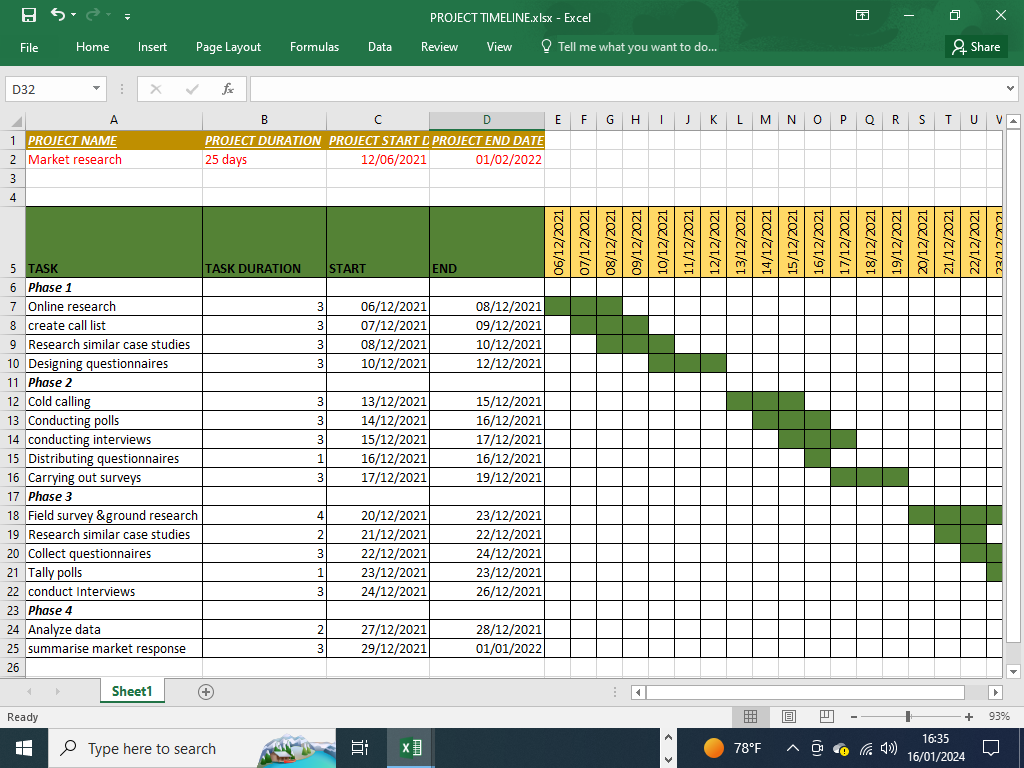 PROJECT TIMELINE.xlsx - Excel
File Home Insert Page Layout Formulas Data Review View Tell me what you want to do... Share
D32 fx
A B C D E F G H I J K L M N O P Q R S T U V
1 PROJECT NAME PROJECT DURATION PROJECT START D PROJECT END DATE
2 Market research 25 days 12/06/2021 01/02/2022
3
4
5 TASK TASK DURATION START END 06/12/2021 07/12/2021 08/12/2021 09/12/2021 10/12/2021 11/12/2021 12/12/2021 13/12/2021 14/12/2021 15/12/2021 16/12/2021 17/12/2021 18/12/2021 19/12/2021 20/12/2021 21/12/2021 22/12/2021 23/12/2021
6 Phase 1
7 Online research 3 06/12/2021 08/12/2021
8 create call list 3 07/12/2021 09/12/2021
9 Research similar case studies 3 08/12/2021 10/12/2021
10 Designing questionnaires 3 10/12/2021 12/12/2021
11 Phase 2
12 Cold calling 3 13/12/2021 15/12/2021
13 Conducting polls 3 14/12/2021 16/12/2021
14 conducting interviews 3 15/12/2021 17/12/2021
15 Distributing questionnaires 1 16/12/2021 16/12/2021
16 Carrying out surveys 3 17/12/2021 19/12/2021
17 Phase 3
18 Field survey &ground research 4 20/12/2021 23/12/2021
19 Research similar case studies 2 21/12/2021 22/12/2021
20 Collect questionnaires 3 22/12/2021 24/12/2021
21 Tally polls 1 23/12/2021 23/12/2021
22 conduct Interviews 3 24/12/2021 26/12/2021
23 Phase 4
24 Analyze data 2 27/12/2021 28/12/2021
25 summarise market response 3 29/12/2021 01/01/2022
26
Sheet1
Ready 93%
Type here to search 78°F 16:35
16/01/2024